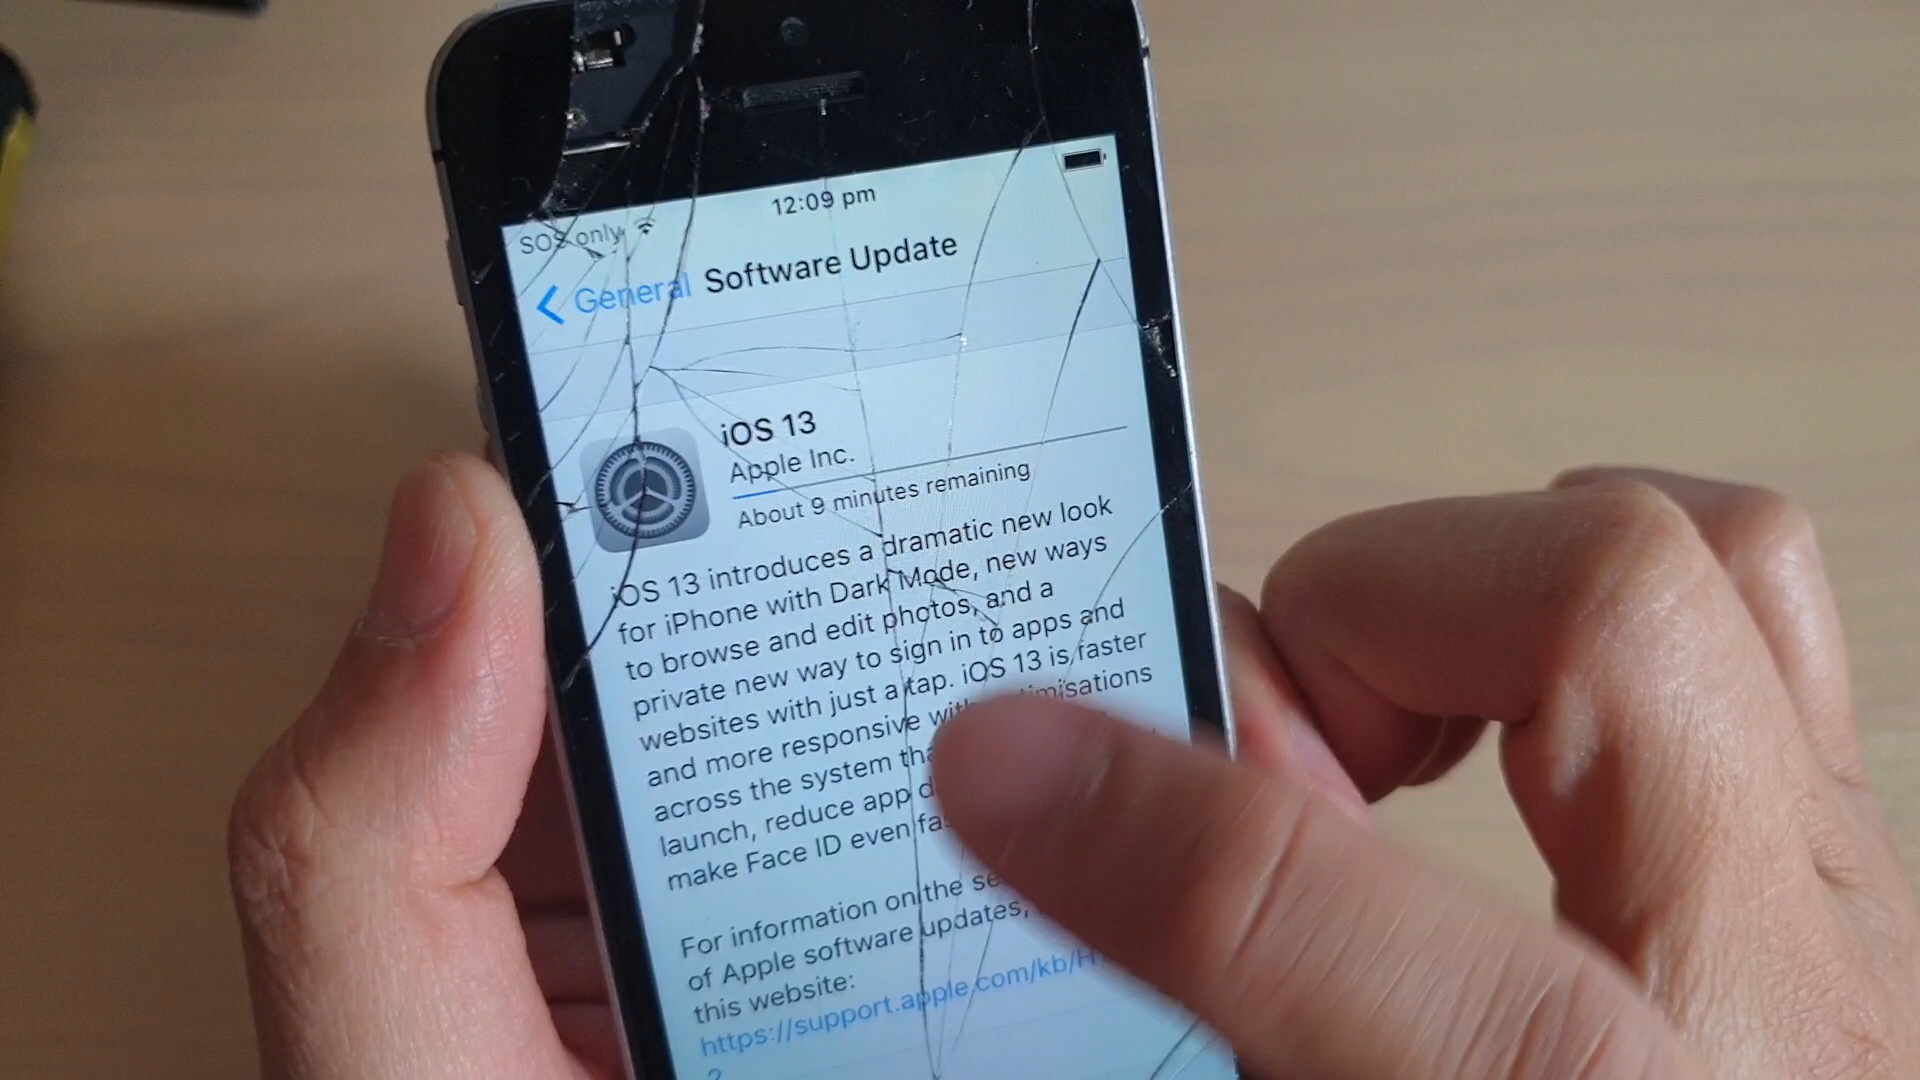 12:09 pm
SOS only
General Software Update
iOS 13
Apple Inc.
About 9 minutes remaining
iOS 13 introduces a dramatic new look
for iPhone with Dark Mode, new ways
to browse and edit photos, and a
private new way to sign in to apps and
websites with just a tap. iOS 13 is faster
and more responsive with
across the system
launch, reduce app
make Face ID even
For information on the
of Apple software updates,
this website:
https://support.apple.com/kb/
2